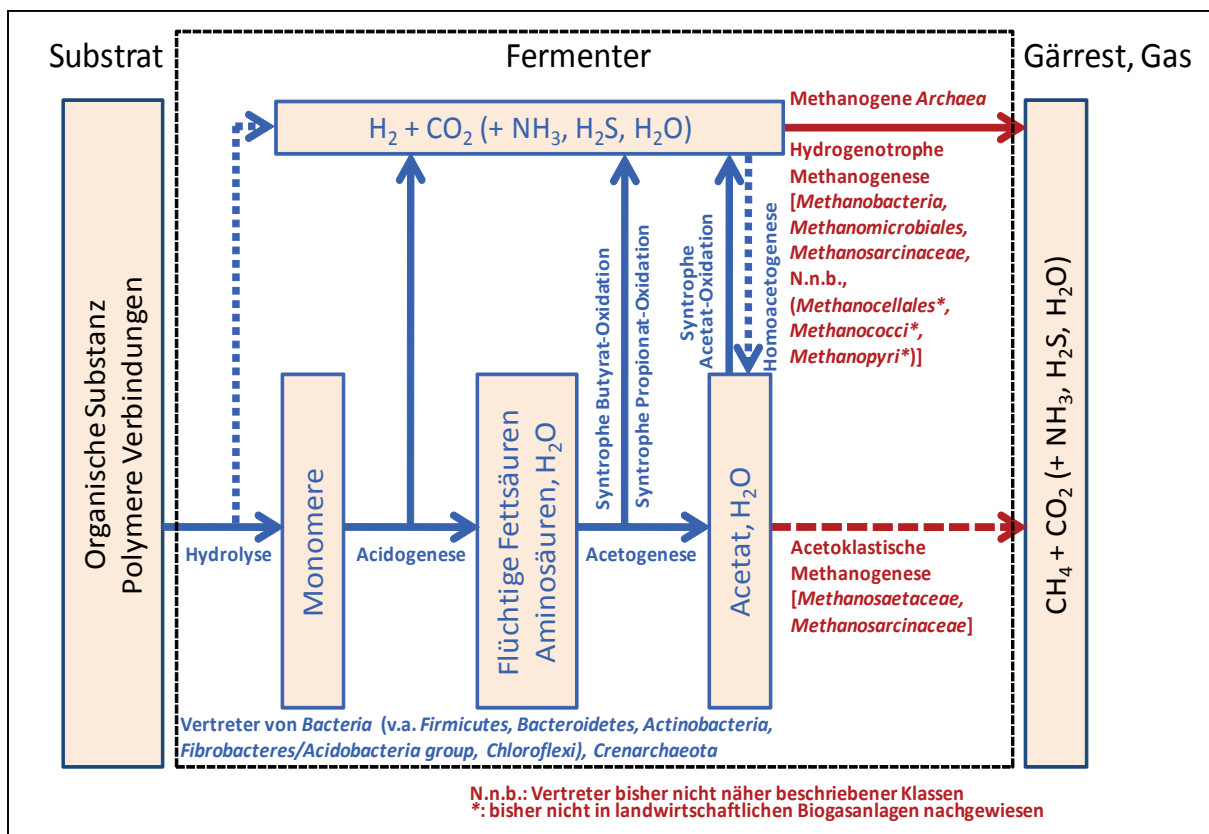 Substrat
Fermenter
Gärrest, Gas
Organische Substanz
Polymere Verbindungen
H₂ + CO₂ (+ NH₃, H₂S, H₂O)
Methanogene Archaea
Hydrogenotrophe
Methanogenese
[Methanobacteria,
Methanomicrobiales,
Methanosarcinaceae,
N.n.b.,
(Methanocellales*,
Methanococci*,
Methanopyri*)]
Syntrophe Butyrat-Oxidation
Syntrophe Propionat-Oxidation
Syntrophe
Acetat-Oxidation
Homoacetogenese
Hydrolyse
Monomere
Acidogenese
Flüchtige Fettsäuren
Aminosäuren, H₂O
Acetogenese
Acetat, H₂O
Acetoklastische
Methanogenese
[Methanosaetaceae,
Methanosarcinaceae]
CH₄ + CO₂ (+ NH₃, H₂S, H₂O)
Vertreter von Bacteria (v.a. Firmicutes, Bacteroidetes, Actinobacteria,
Fibrobacteres/Acidobacteria group, Chloroflexi), Crenarchaeota
N.n.b.: Vertreter bisher nicht näher beschriebener Klassen
*: bisher nicht in landwirtschaftlichen Biogasanlagen nachgewiesen